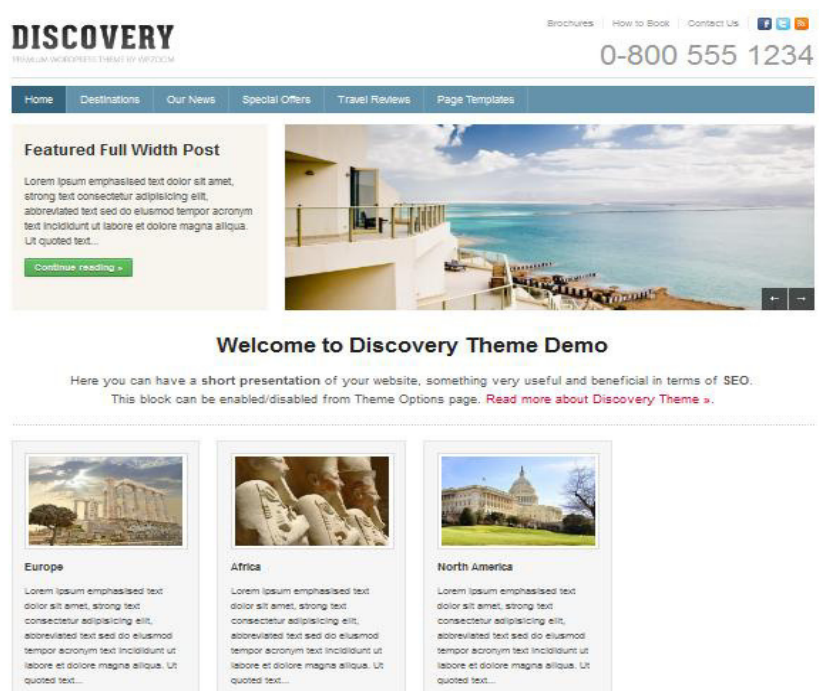 DISCOVERY
PREMIUM WORDPRESS THEME BY WPZOOM
Brochures How to Book Contact Us
0-800 555 1234
Home Destinations Our News Special Offers Travel Reviews Page Templates
Featured Full Width Post
Lorem ipsum emphasised text dolor sit amet,
strong text consectetur adipisicing elit,
abbreviated text sed do eiusmod tempor acronym
text incididunt ut labore et dolore magna aliqua.
Ut quoted text...
Continue reading »
← →
Welcome to Discovery Theme Demo
Here you can have a short presentation of your website, something very useful and beneficial in terms of SEO.
This block can be enabled/disabled from Theme Options page. Read more about Discovery Theme ».
Europe
Lorem ipsum emphasised text
dolor sit amet, strong text
consectetur adipisicing elit,
abbreviated text sed do eiusmod
tempor acronym text incididunt ut
labore et dolore magna aliqua. Ut
quoted text...
Africa
Lorem ipsum emphasised text
dolor sit amet, strong text
consectetur adipisicing elit,
abbreviated text sed do eiusmod
tempor acronym text incididunt ut
labore et dolore magna aliqua. Ut
quoted text...
North America
Lorem ipsum emphasised text
dolor sit amet, strong text
consectetur adipisicing elit,
abbreviated text sed do eiusmod
tempor acronym text incididunt ut
labore et dolore magna aliqua. Ut
quoted text...